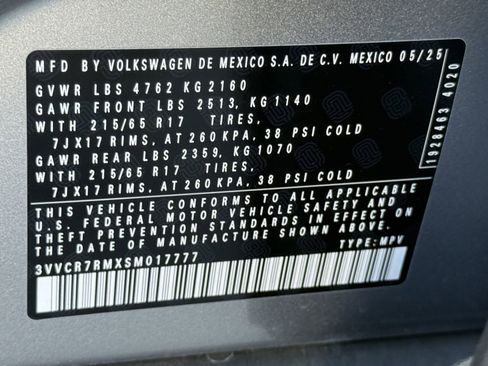 MFD BY VOLKSWAGEN DE MEXICO S.A. DE C.V. MEXICO 05/25
GVWR LBS 4762 KG 2160
GAWR FRONT LBS 2513, KG 1140
WITH 215/65 R17 TIRES,
7JX17 RIMS, AT 260KPA, 38 PSI COLD
GAWR REAR LBS 2359, KG 1070
WITH 215/65 R17 TIRES,
7JX17 RIMS, AT 260KPA, 38 PSI COLD
THIS VEHICLE CONFORMS TO ALL APPLICABLE
U.S. FEDERAL MOTOR VEHICLE SAFETY AND
THEFT PREVENTION STANDARDS IN EFFECT ON
THE DATE OF MANUFACTURE SHOWN ABOVE.
3VVCR7RMXSM017777 TYPE: MPV
1928463 4020